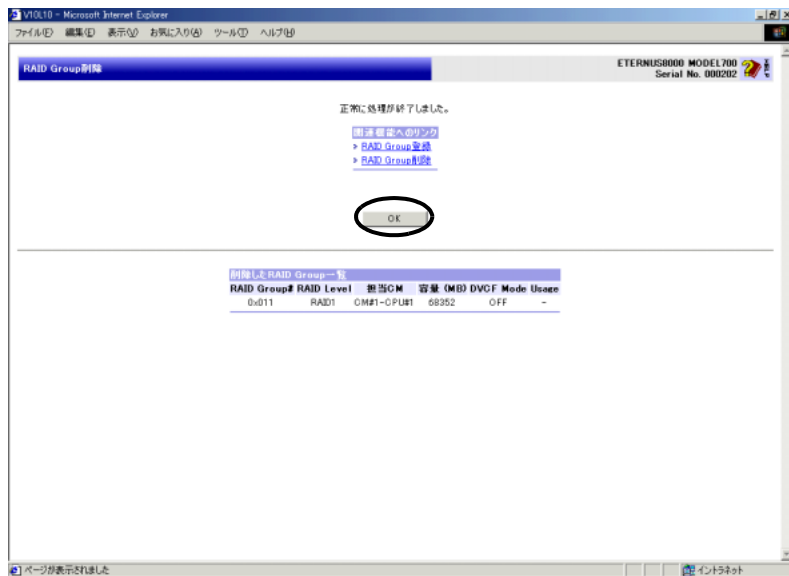 V10L10 - Microsoft Internet Explorer
ファイル(F) 編集(E) 表示(V) お気に入り(A) ツール(T) ヘルプ(H)
RAID Group削除
ETERNUS8000 MODEL700
Serial No. 000202
正常に処理が終了しました。
関連機能へのリンク
RAID Group登録
RAID Group削除
OK
削除したRAID Group一覧
RAID Group# RAID Level 担当CM 容量 (MB) DVCF Mode Usage
0x011 RAID1 CM#1-CPU#1 68352 OFF -
ページが表示されました
イントラネット